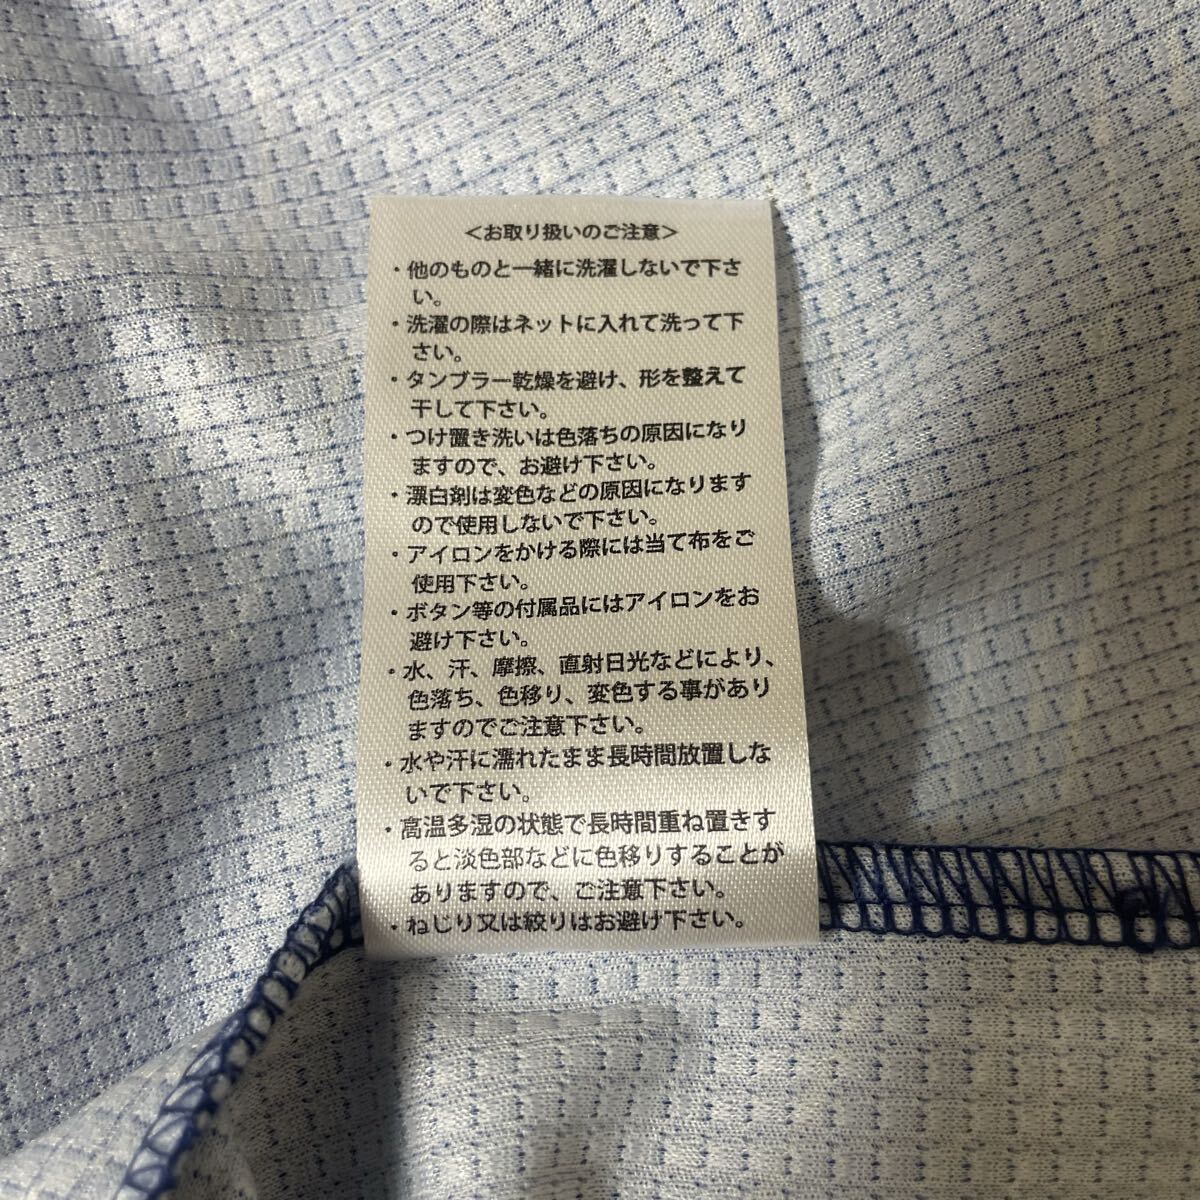 ＜お取り扱いのご注意＞
・他のものと一緒に洗濯しないで下さ
い。
・洗濯の際はネットに入れて洗って下
さい。
・タンブラー乾燥を避け、形を整えて
干して下さい。
・つけ置き洗いは色落ちの原因になり
ますので、お避け下さい。
・漂白剤は変色などの原因になります
ので使用しないで下さい。
・アイロンをかける際には当て布をご
使用下さい。
・ボタン等の付属品にはアイロンをお
避け下さい。
・水、汗、摩擦、直射日光などにより、
色落ち、色移り、変色する事があり
ますのでご注意下さい。
・水や汗に濡れたまま長時間放置しな
いで下さい。
・高温多湿の状態で長時間重ね置きす
ると淡色部などに色移りすることが
ありますので、ご注意下さい。
・ねじり又は絞りはお避け下さい。